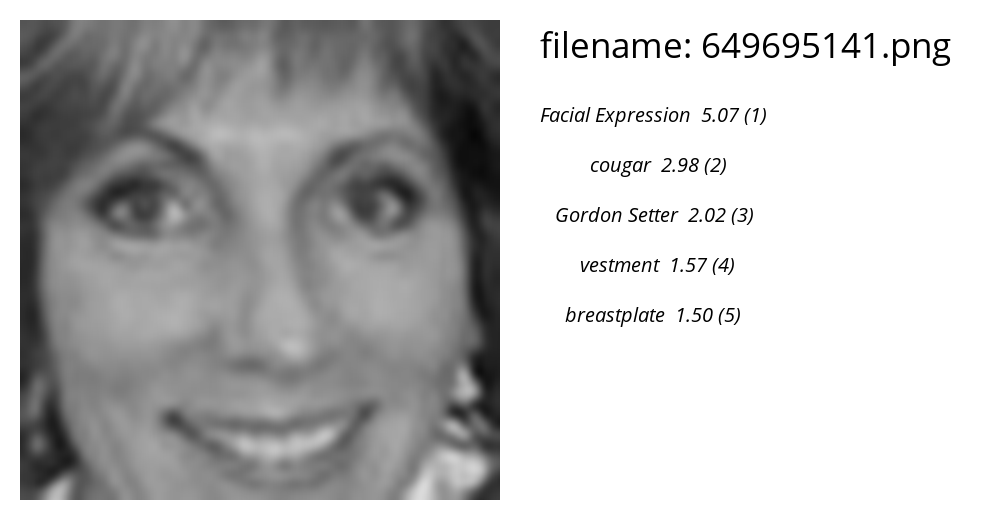 filename: 649695141.png
Facial Expression 5.07 (1)
cougar 2.98 (2)
Gordon Setter 2.02 (3)
vestment 1.57 (4)
breastplate 1.50 (5)